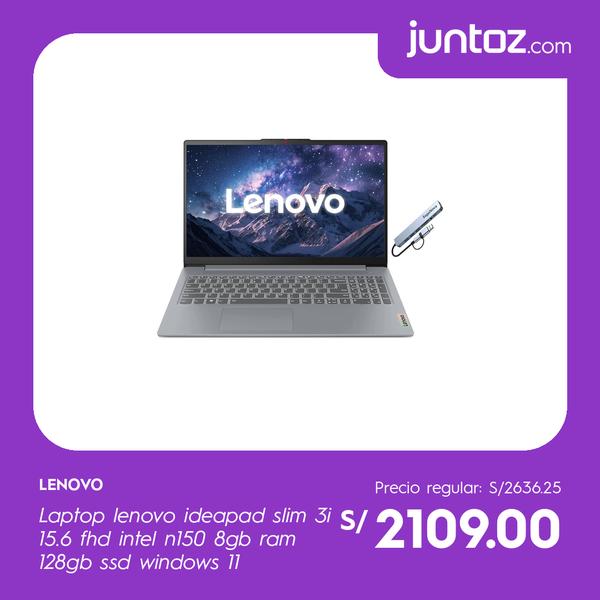 juntoz.com
Lenovo
LENOVO
Precio regular: S/2636.25
Laptop lenovo ideapad slim 3i
15.6 fhd intel n150 8gb ram
128gb ssd windows 11
S/ 2109.00